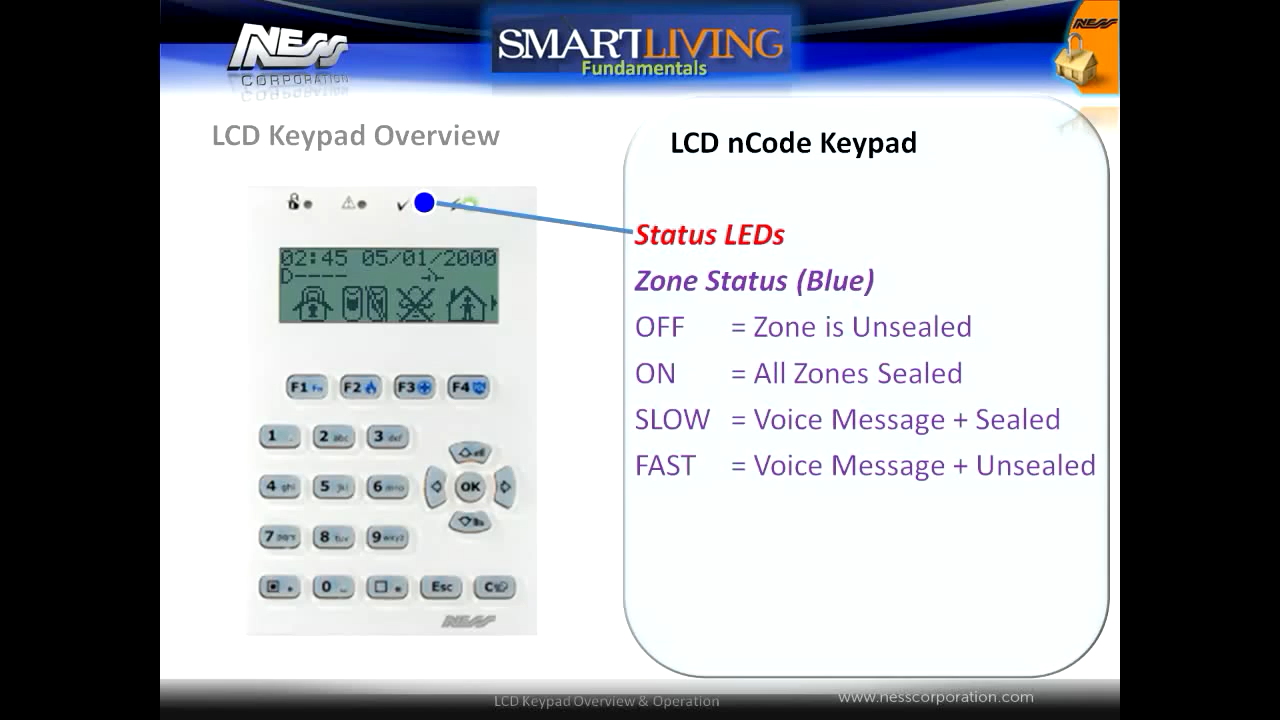 NESS
CORPORATION
SMARTLIVING
Fundamentals
NESS
LCD Keypad Overview
LCD nCode Keypad
02:45 05/01/2000
D----
Status LEDs
Zone Status (Blue)
OFF = Zone is Unsealed
ON = All Zones Sealed
SLOW = Voice Message + Sealed
FAST = Voice Message + Unsealed
F1 Fn F2 F3 F4
1 2 abc 3 def
4 ghi 5 jkl 6 mno OK
7 pqrs 8 tuv 9 wxyz
0 Esc C
NESS
LCD Keypad Overview & Operation
www.nesscorporation.com